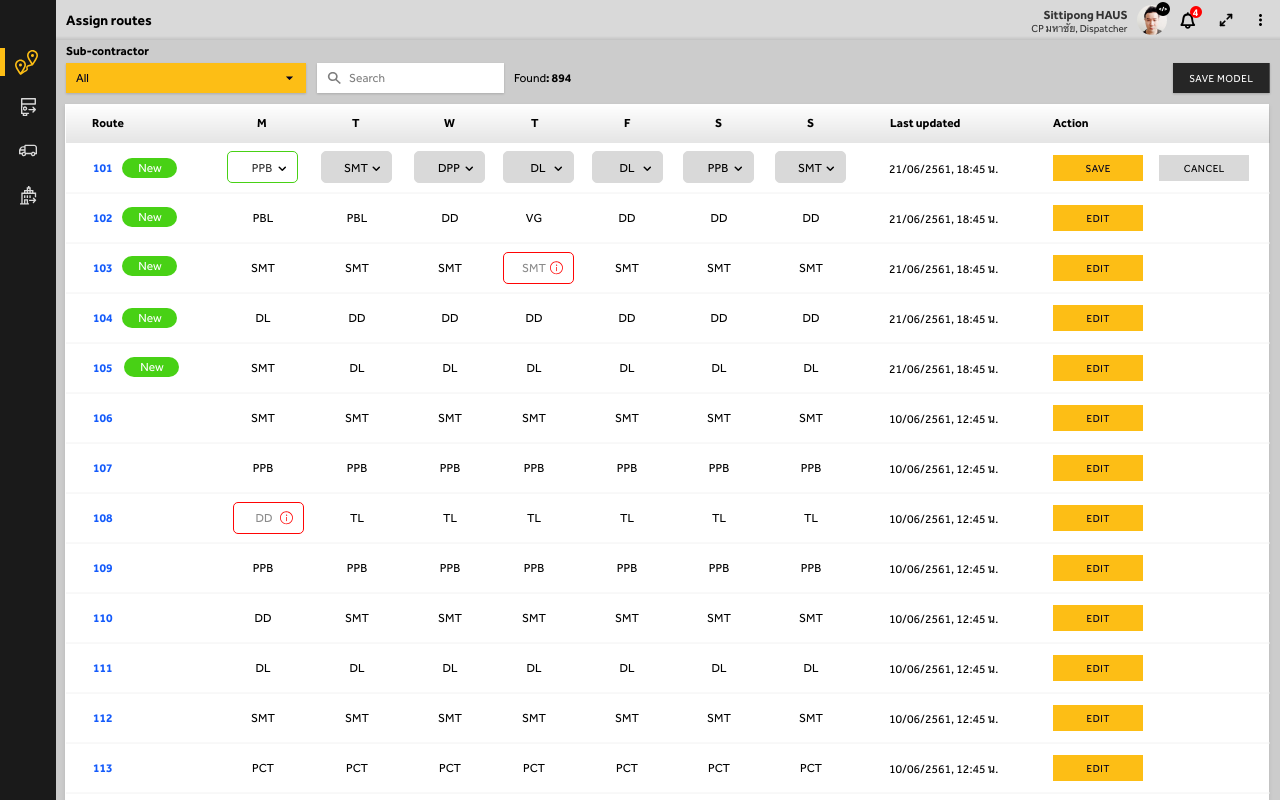 Assign routes
Sittipong HAUS
CP มหาชัย, Dispatcher
</>
4
Sub-contractor
All
Search
Found: 894
SAVE MODEL
Route M T W T F S S Last updated Action
101 New PPB SMT DPP DL DL PPB SMT 21/06/2561, 18:45 น. SAVE CANCEL
102 New PBL PBL DD VG DD DD DD 21/06/2561, 18:45 น. EDIT
103 New SMT SMT SMT SMT SMT SMT SMT 21/06/2561, 18:45 น. EDIT
104 New DL DD DD DD DD DD DD 21/06/2561, 18:45 น. EDIT
105 New SMT DL DL DL DL DL DL 21/06/2561, 18:45 น. EDIT
106 SMT SMT SMT SMT SMT SMT SMT 10/06/2561, 12:45 น. EDIT
107 PPB PPB PPB PPB PPB PPB PPB 10/06/2561, 12:45 น. EDIT
108 DD TL TL TL TL TL TL 10/06/2561, 12:45 น. EDIT
109 PPB PPB PPB PPB PPB PPB PPB 10/06/2561, 12:45 น. EDIT
110 DD SMT SMT SMT SMT SMT SMT 10/06/2561, 12:45 น. EDIT
111 DL DL DL DL DL DL DL 10/06/2561, 12:45 น. EDIT
112 SMT SMT SMT SMT SMT SMT SMT 10/06/2561, 12:45 น. EDIT
113 PCT PCT PCT PCT PCT PCT PCT 10/06/2561, 12:45 น. EDIT